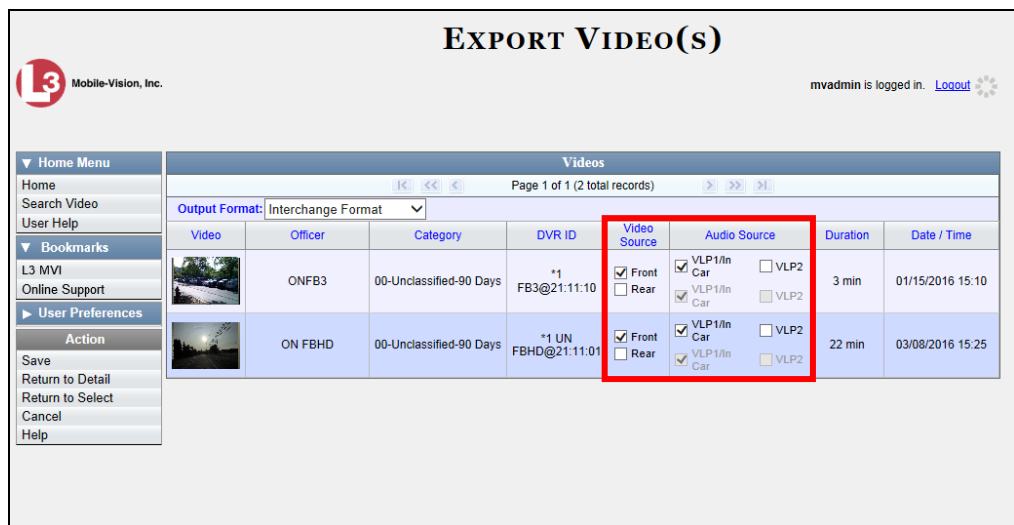 EXPORT VIDEO(S)
L3 Mobile-Vision, Inc.
mvadmin is logged in. Logout
▼ Home Menu
Home
Search Video
User Help
▼ Bookmarks
L3 MVI
Online Support
▶ User Preferences
Action
Save
Return to Detail
Return to Select
Cancel
Help
Videos
Page 1 of 1 (2 total records)
Output Format: Interchange Format
Video Officer Category DVR ID Video Source Audio Source Duration Date / Time
ONFB3 00-Unclassified-90 Days *1 FB3@21:11:10 Front Rear VLP1/In Car VLP2 VLP1/In Car VLP2 3 min 01/15/2016 15:10
ON FBHD 00-Unclassified-90 Days *1 UN FBHD@21:11:01 Front Rear VLP1/In Car VLP2 VLP1/In Car VLP2 22 min 03/08/2016 15:25